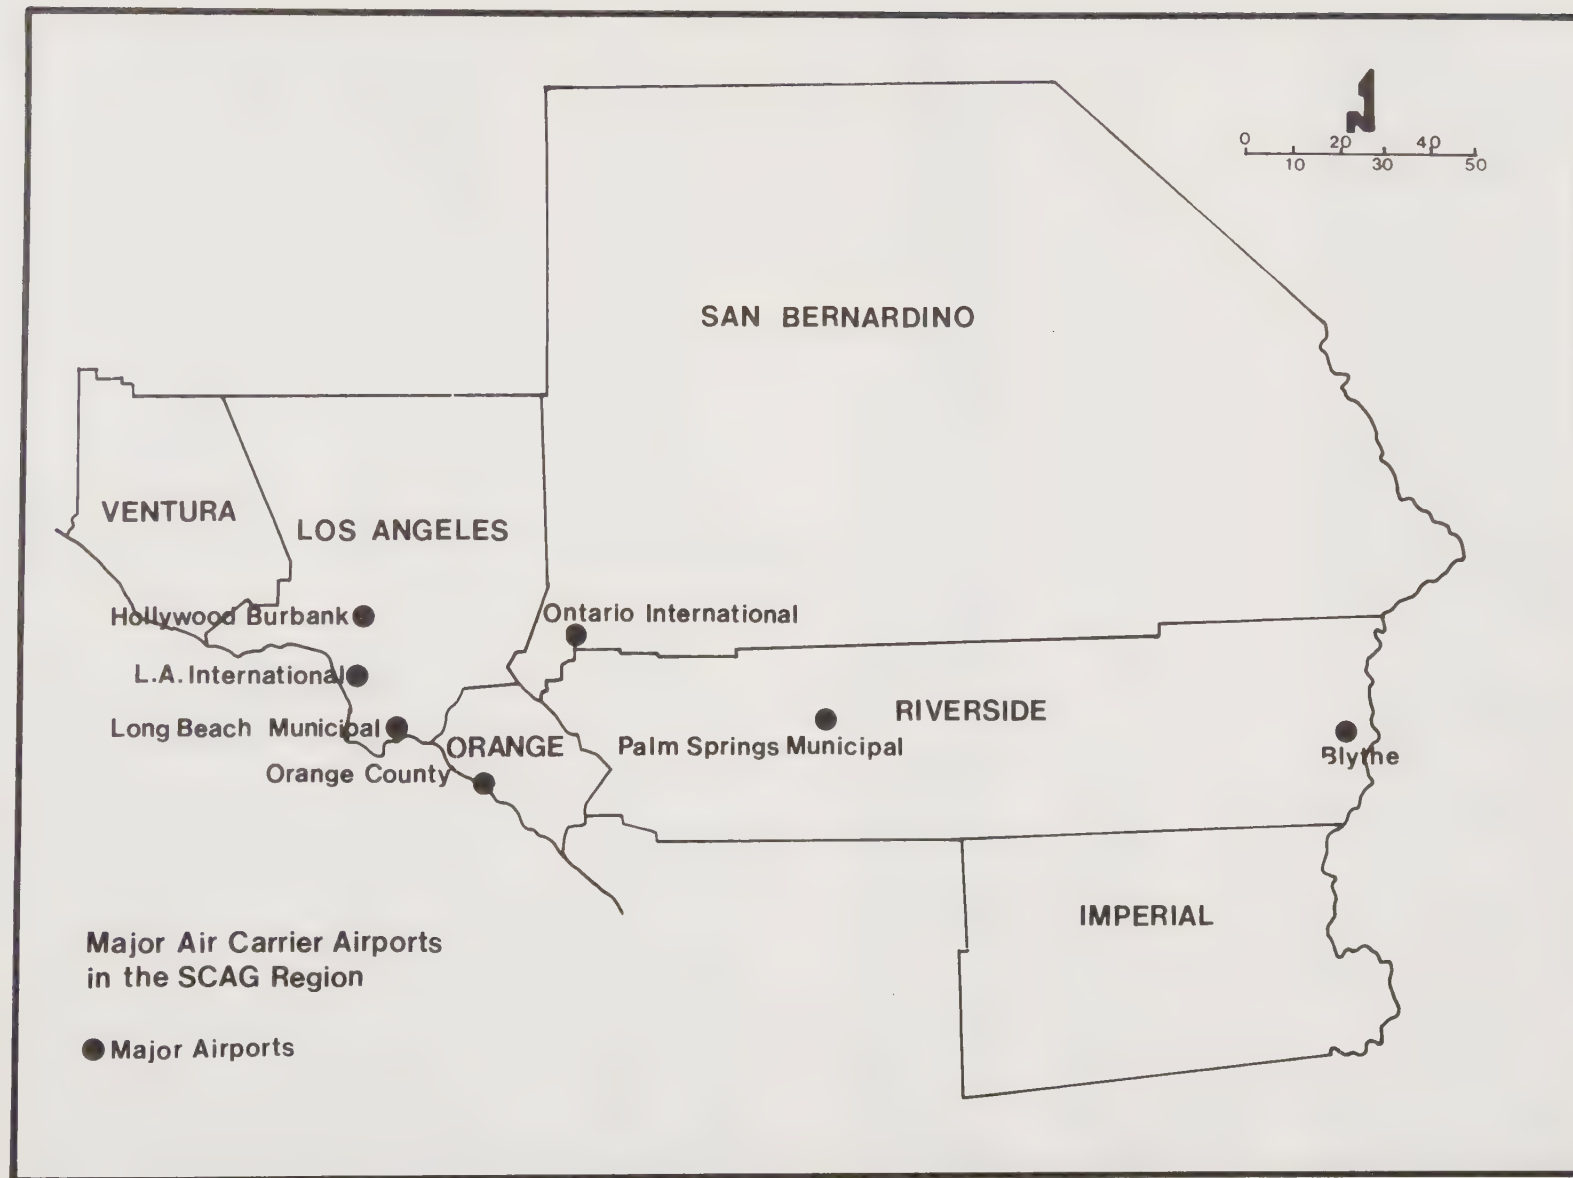 N
0 20 40
10 30 50
SAN BERNARDINO
VENTURA
LOS ANGELES
Hollywood Burbank
Ontario International
L.A. International
RIVERSIDE
Long Beach Municipal
ORANGE
Palm Springs Municipal
Blythe
Orange County
IMPERIAL
Major Air Carrier Airports
in the SCAG Region
Major Airports